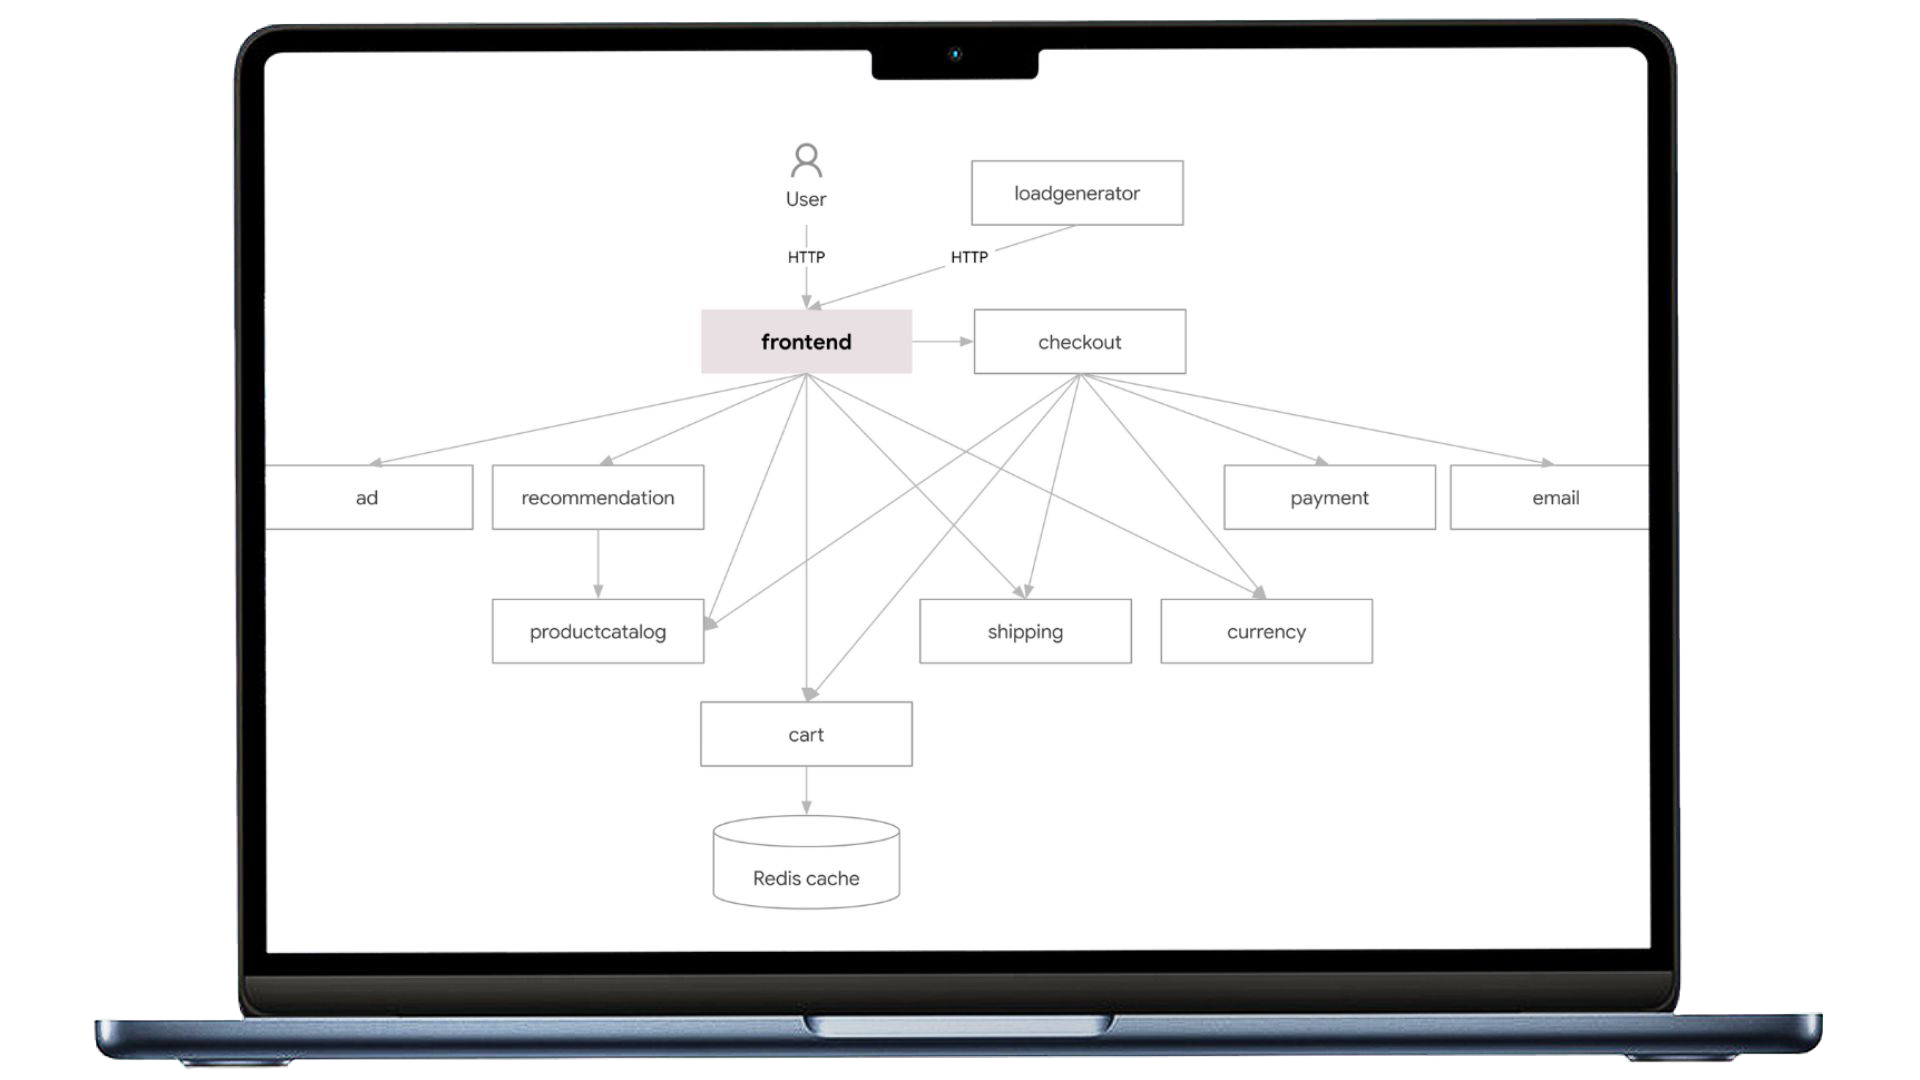 User
loadgenerator
HTTP
HTTP
frontend
checkout
ad
recommendation
payment
email
productcatalog
shipping
currency
cart
Redis cache